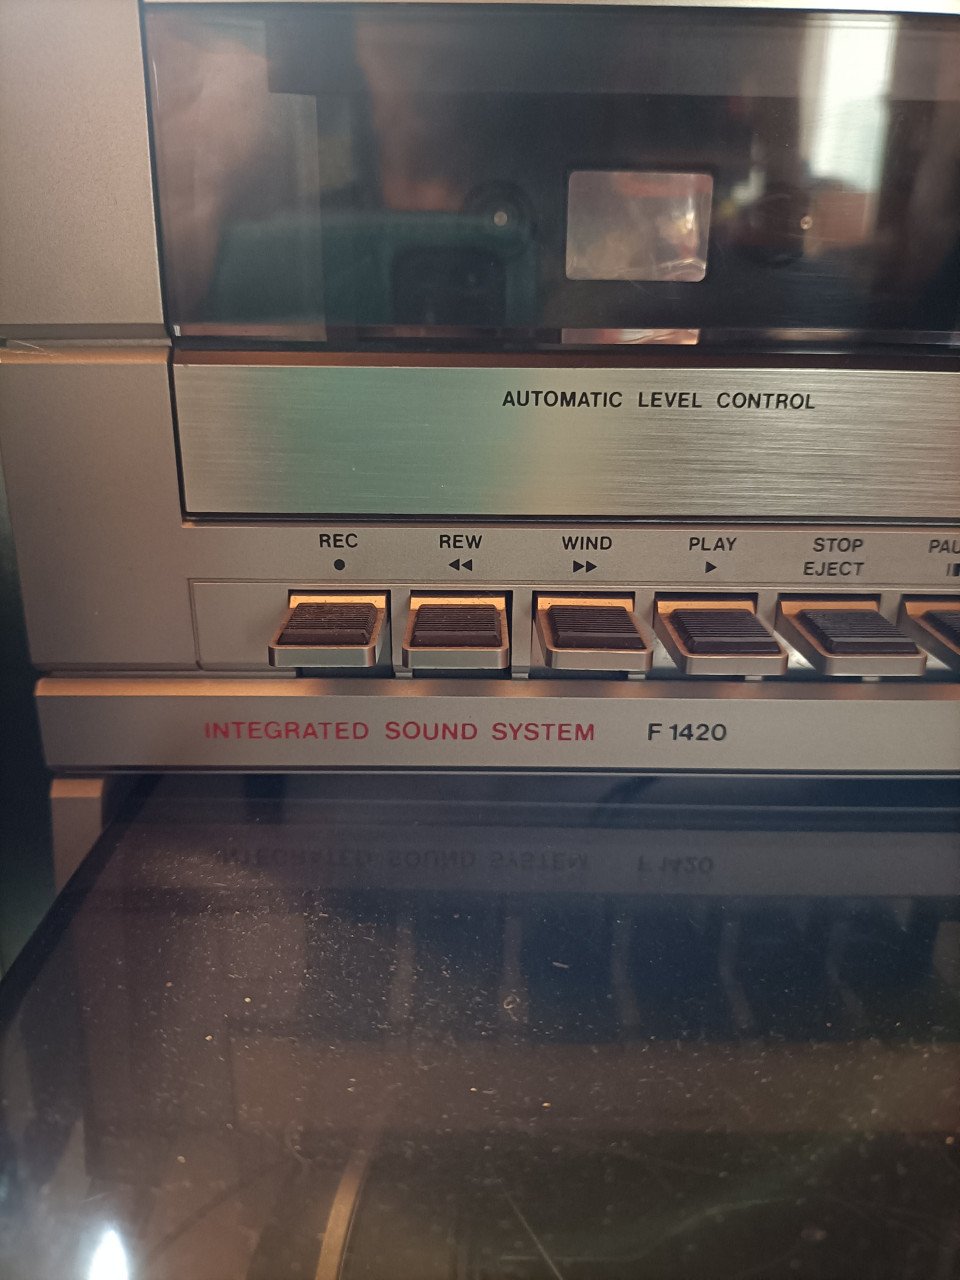 AUTOMATIC LEVEL CONTROL
REC REW WIND PLAY STOP EJECT
INTEGRATED SOUND SYSTEM F 1420